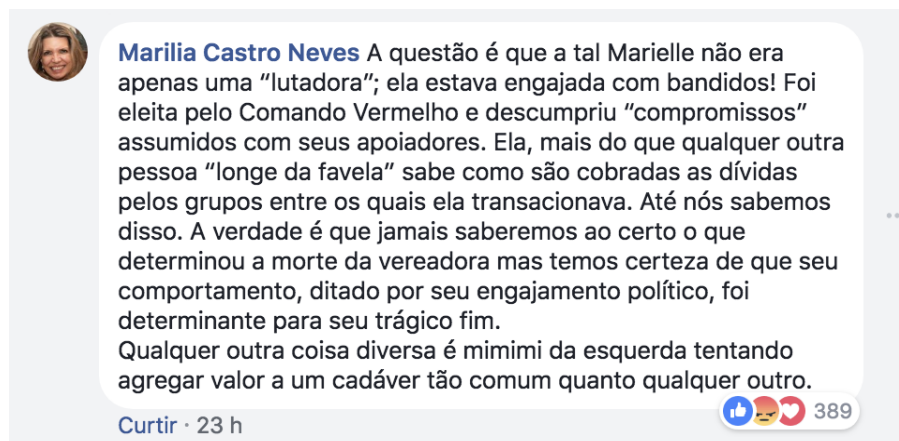 Marilia Castro Neves A questão é que a tal Marielle não era
apenas uma “lutadora”; ela estava engajada com bandidos! Foi
eleita pelo Comando Vermelho e descumpriu “compromissos”
assumidos com seus apoiadores. Ela, mais do que qualquer outra
pessoa “longe da favela” sabe como são cobradas as dívidas
pelos grupos entre os quais ela transacionava. Até nós sabemos
disso. A verdade é que jamais saberemos ao certo o que
determinou a morte da vereadora mas temos certeza de que seu
comportamento, ditado por seu engajamento político, foi
determinante para seu trágico fim.
Qualquer outra coisa diversa é mimimi da esquerda tentando
agregar valor a um cadáver tão comum quanto qualquer outro.
389
Curtir · 23 h